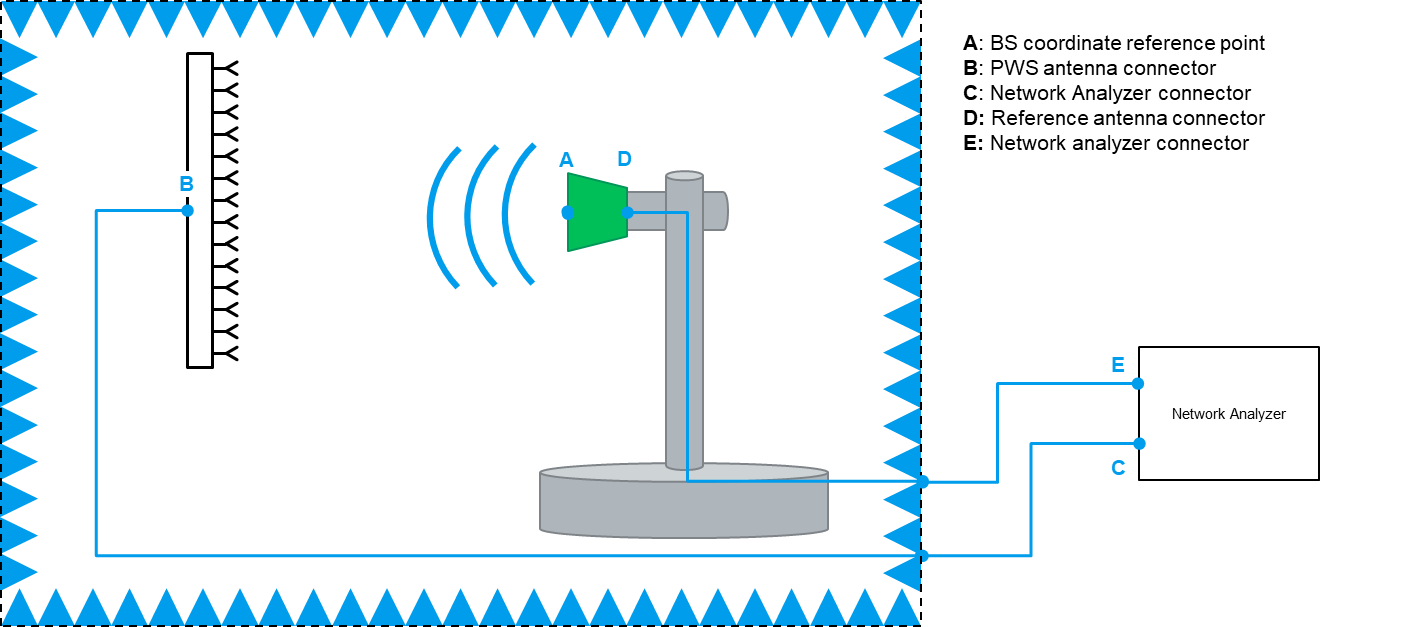 A: BS coordinate reference point
B: PWS antenna connector
C: Network Analyzer connector
D: Reference antenna connector
E: Network analyzer connector
A
D
B
E
Network Analyzer
C